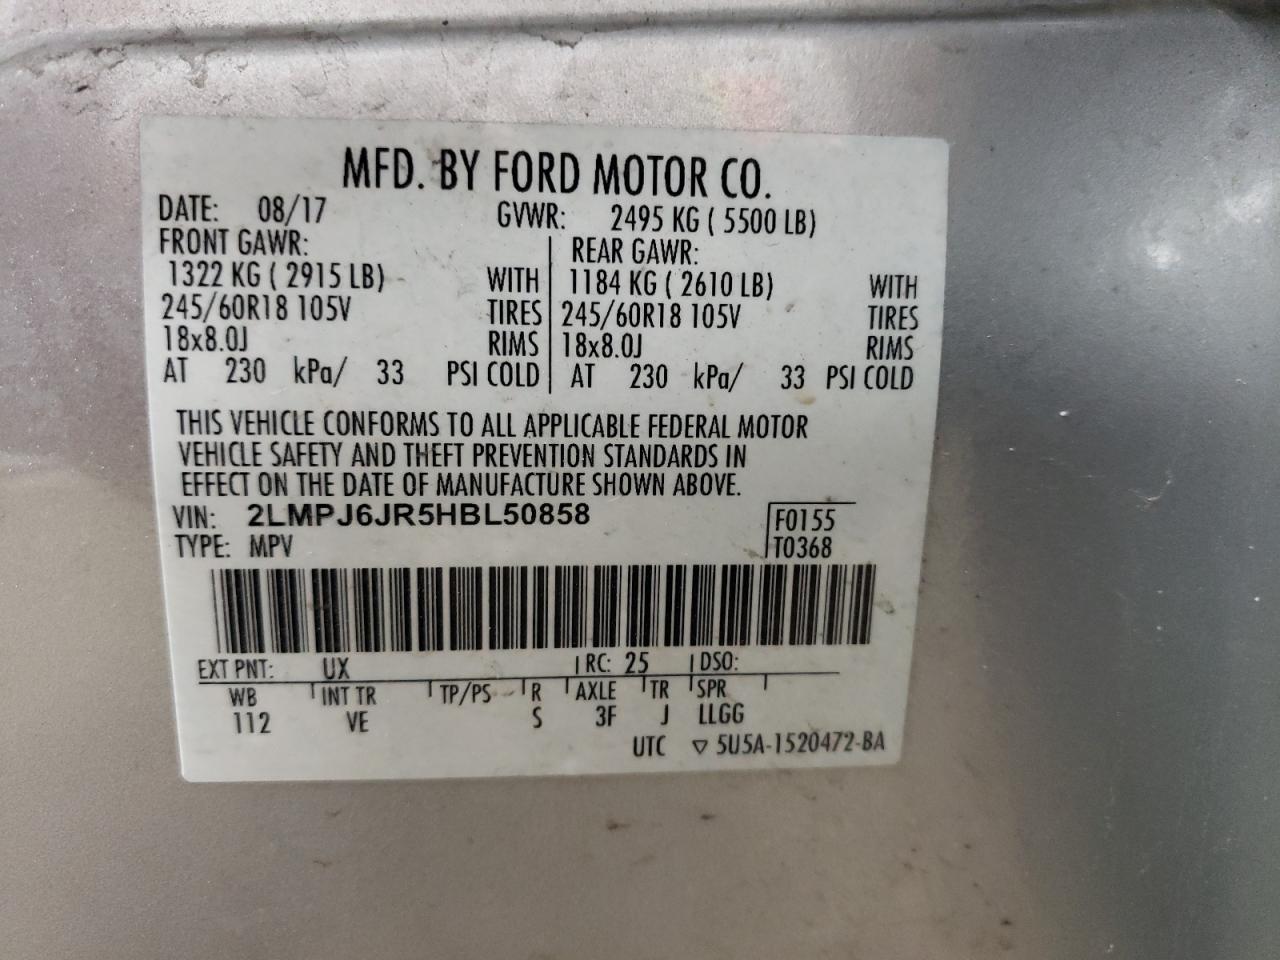 MFD. BY FORD MOTOR CO.
DATE: 08/17 GVWR: 2495 KG ( 5500 LB)
FRONT GAWR: REAR GAWR:
1322 KG ( 2915 LB) WITH 1184 KG ( 2610 LB) WITH
245/60R18 105V TIRES 245/60R18 105V TIRES
18x8.0J RIMS 18x8.0J RIMS
AT 230 kPa/ 33 PSI COLD AT 230 kPa/ 33 PSI COLD
THIS VEHICLE CONFORMS TO ALL APPLICABLE FEDERAL MOTOR
VEHICLE SAFETY AND THEFT PREVENTION STANDARDS IN
EFFECT ON THE DATE OF MANUFACTURE SHOWN ABOVE.
VIN: 2LMPJ6JR5HBL50858 F0155
TYPE: MPV T0368
EXT PNT: UX RC: 25 DSO:
WB INT TR TP/PS R AXLE TR SPR
112 VE S 3F J LLGG
UTC ▽ 5U5A-1520472-BA